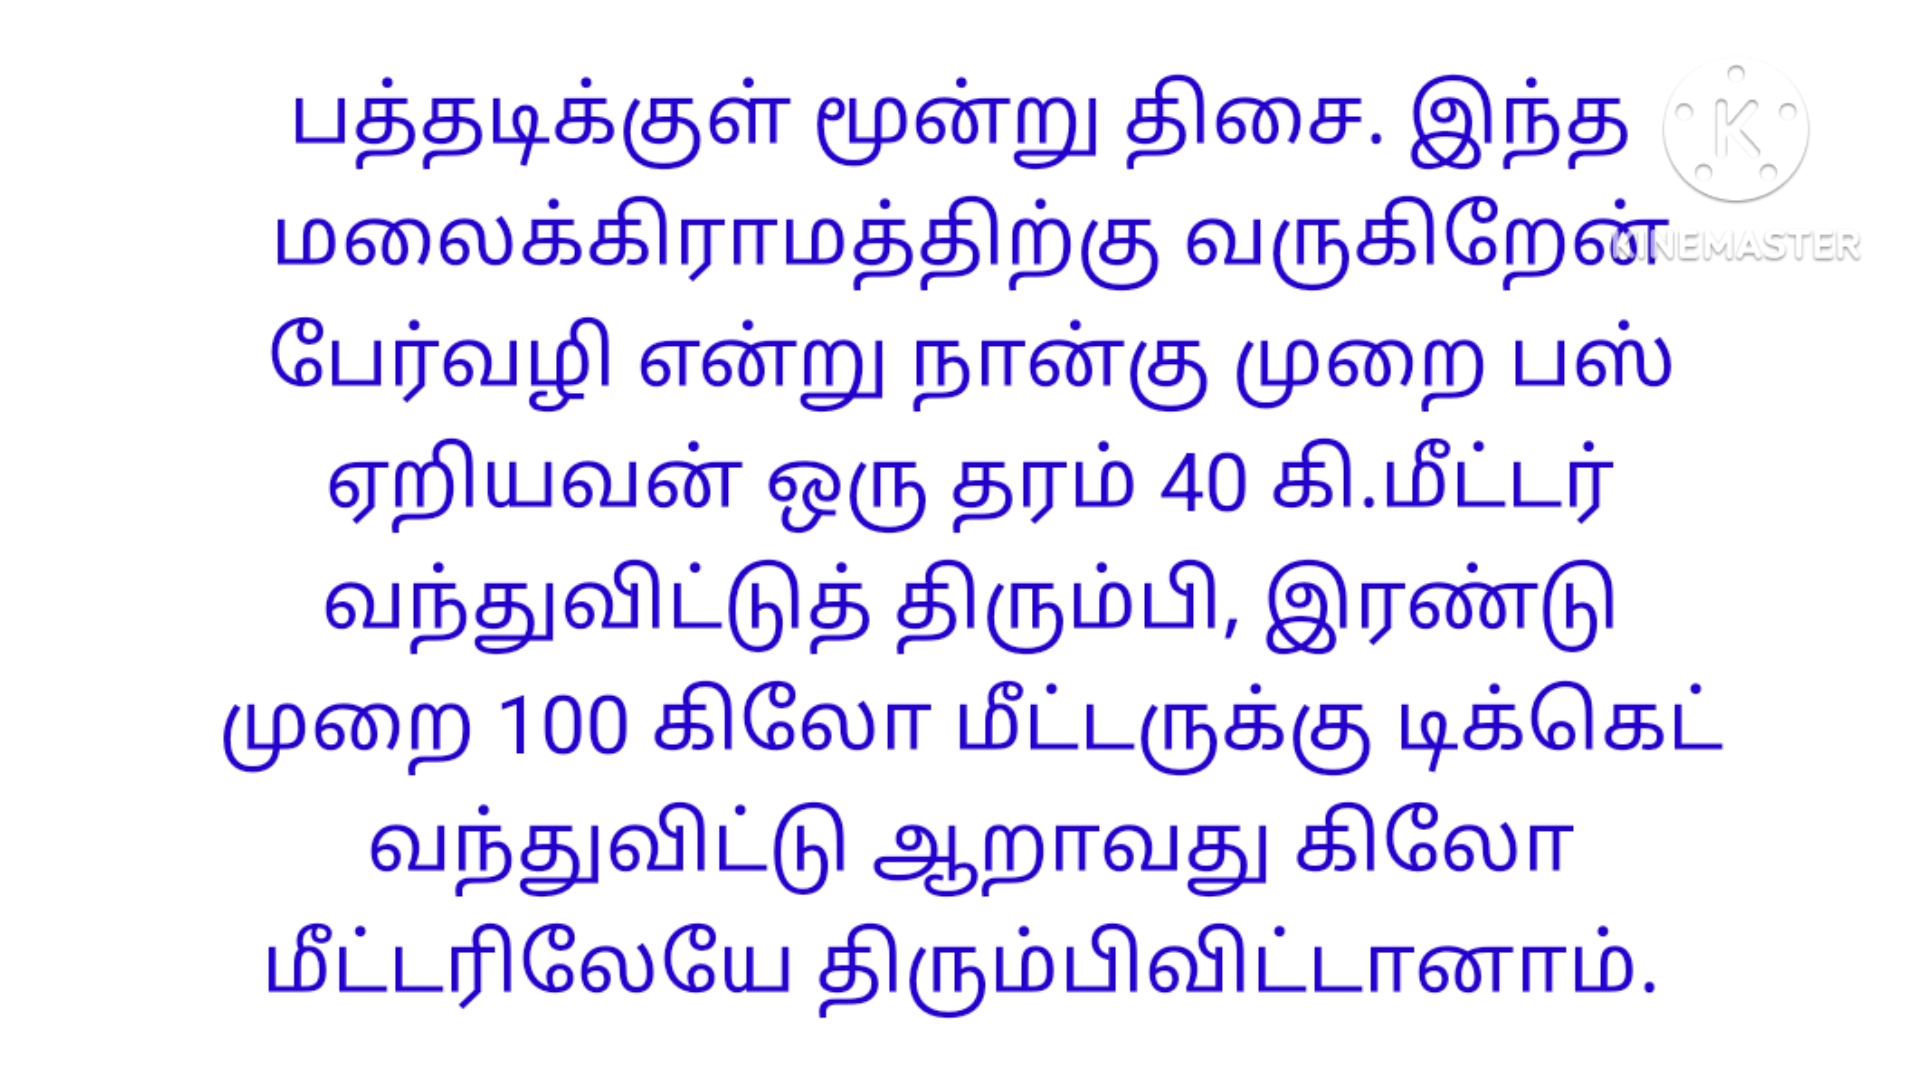 பத்தடிக்குள் மூன்று திசை. இந்த
மலைக்கிராமத்திற்கு வருகிறேன்
பேர்வழி என்று நான்கு முறை பஸ்
ஏறியவன் ஒரு தரம் 40 கி.மீட்டர்
வந்துவிட்டுத் திரும்பி, இரண்டு
முறை 100 கிலோ மீட்டருக்கு டிக்கெட்
வந்துவிட்டு ஆறாவது கிலோ
மீட்டரிலேயே திரும்பிவிட்டானாம்.
K
KINEMASTER